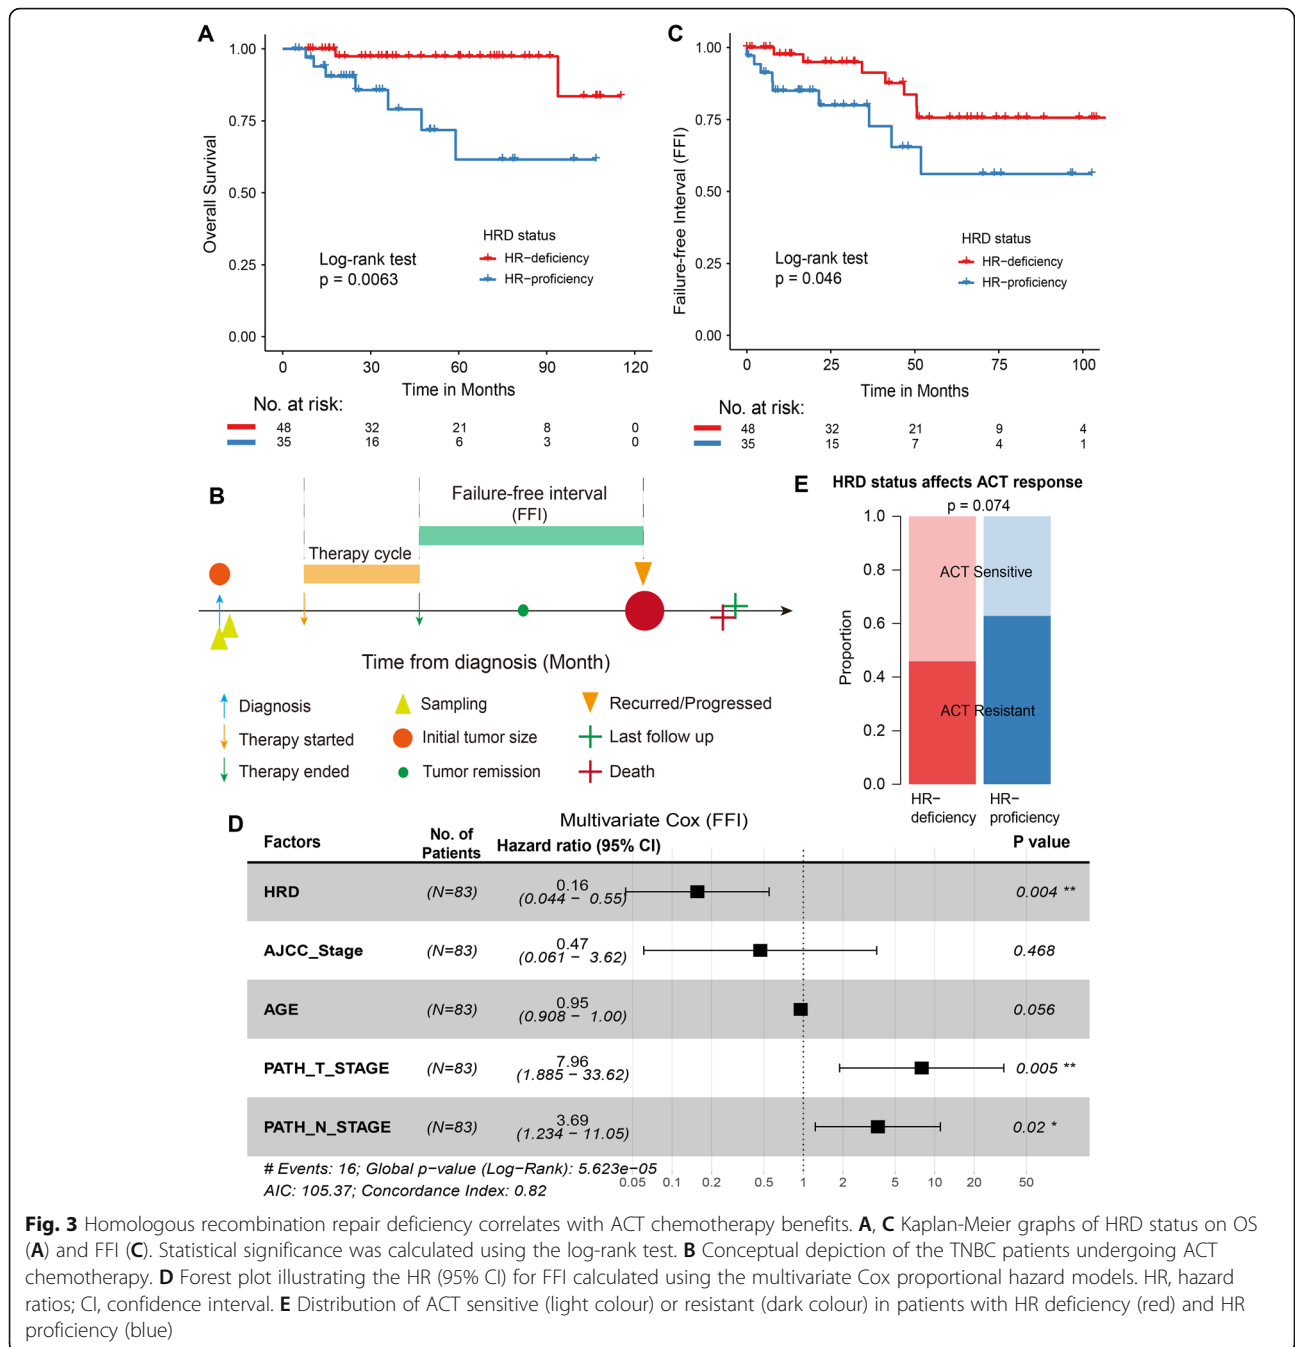 A
1.00
0.75
0.50
0.25
0.00
Overall Survival
Log-rank test
p = 0.0063
HRD status
HR−deficiency
HR−proficiency
0 30 60 90 120
Time in Months
No. at risk:
48 32 21 8 0
35 16 6 3 0
C
1.00
0.75
0.50
0.25
0.00
Failure-free Interval (FFI)
Log-rank test
p = 0.046
HRD status
HR−deficiency
HR−proficiency
0 25 50 75 100
Time in Months
No. at risk:
48 32 21 9 4
35 15 7 4 1
B
Failure-free interval
(FFI)
Therapy cycle
Time from diagnosis (Month)
Diagnosis
Therapy started
Therapy ended
Sampling
Initial tumor size
Tumor remission
Recurred/Progressed
Last follow up
Death
E
HRD status affects ACT response
p = 0.074
1.0
0.8
0.6
0.4
0.2
0.0
Proportion
ACT Sensitive
ACT Resistant
HR−
deficiency
HR−
proficiency
D
Multivariate Cox (FFI)
Factors No. of Patients Hazard ratio (95% CI) P value
HRD (N=83) 0.16 (0.044 − 0.55) 0.004 **
AJCC_Stage (N=83) 0.47 (0.061 − 3.62) 0.468
AGE (N=83) 0.95 (0.908 − 1.00) 0.056
PATH_T_STAGE (N=83) 7.96 (1.885 − 33.62) 0.005 **
PATH_N_STAGE (N=83) 3.69 (1.234 − 11.05) 0.02 *
# Events: 16; Global p−value (Log−Rank): 5.623e−05
AIC: 105.37; Concordance Index: 0.82
0.05 0.1 0.2 0.5 1 2 5 10 20 50
Fig. 3 Homologous recombination repair deficiency correlates with ACT chemotherapy benefits. A, C Kaplan-Meier graphs of HRD status on OS
(A) and FFI (C). Statistical significance was calculated using the log-rank test. B Conceptual depiction of the TNBC patients undergoing ACT
chemotherapy. D Forest plot illustrating the HR (95% CI) for FFI calculated using the multivariate Cox proportional hazard models. HR, hazard
ratios; CI, confidence interval. E Distribution of ACT sensitive (light colour) or resistant (dark colour) in patients with HR deficiency (red) and HR
proficiency (blue)